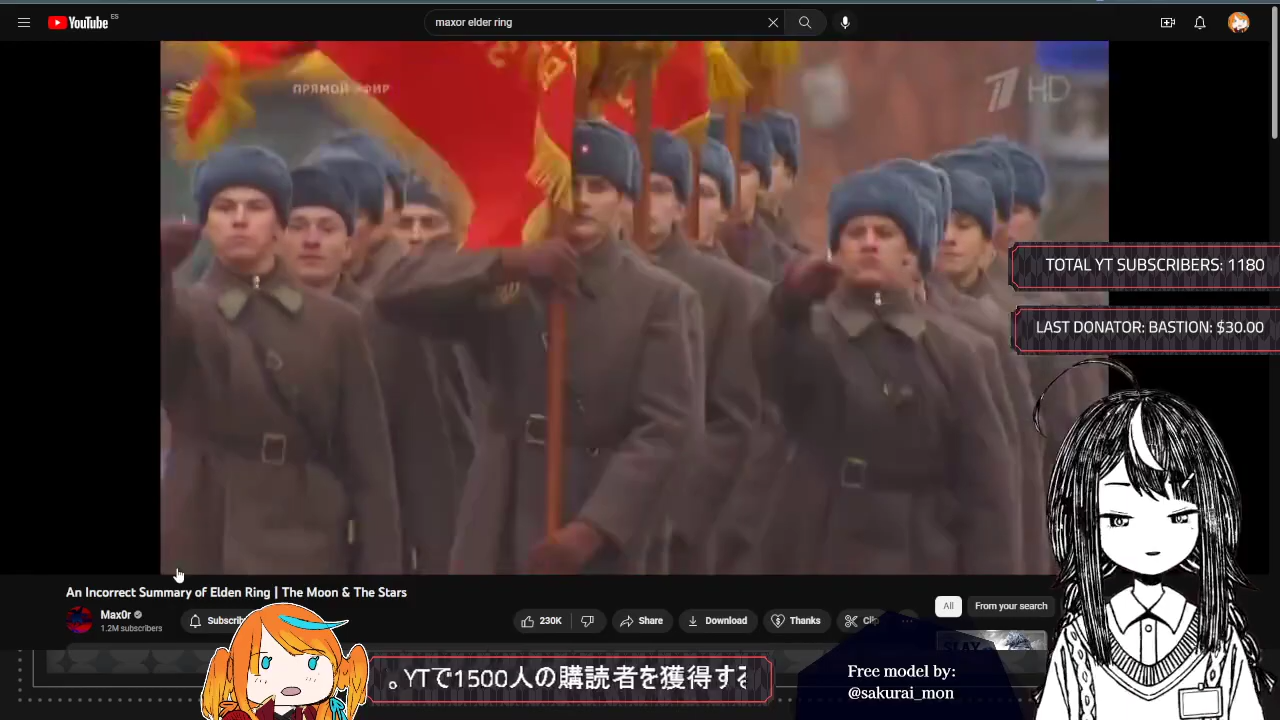 YouTube ES
maxor elder ring
ПРЯМОЙ ЭФИР
HD
TOTAL YT SUBSCRIBERS: 1180
LAST DONATOR: BASTION: $30.00
An Incorrect Summary of Elden Ring | The Moon & The Stars
Max0r
1.2M subscribers
230K
Share
Download
Thanks
All
From your search
。YTで1500人の購読者を獲得する
Free model by:
@sakurai_mon